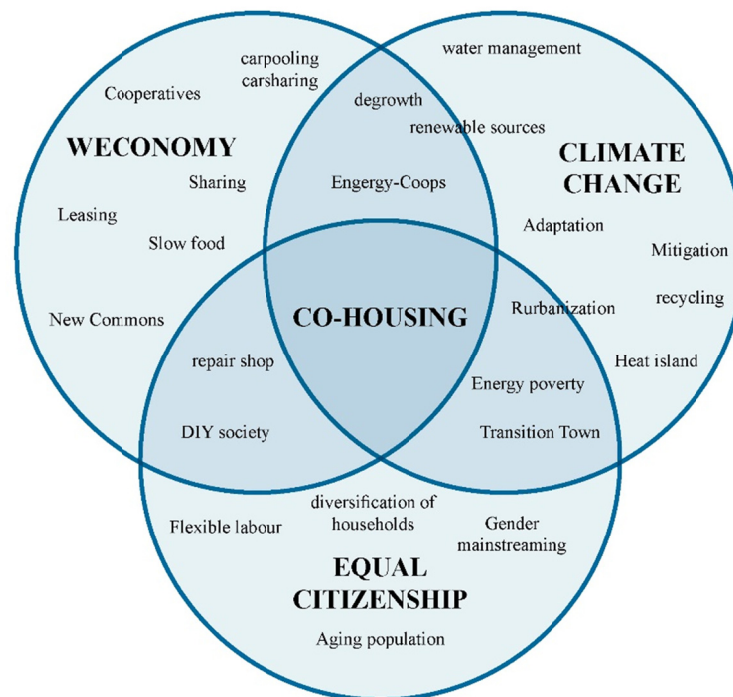 water management
carpooling
carsharing
Cooperatives
degrowth
renewable sources
WECONOMY
CLIMATE
CHANGE
Sharing
Engergy-Coops
Leasing
Adaptation
Slow food
Mitigation
recycling
Rurbanization
New Commons
CO-HOUSING
repair shop
Heat island
Energy poverty
DIY society
Transition Town
diversification of
households
Flexible labour
Gender
mainstreaming
EQUAL
CITIZENSHIP
Aging population